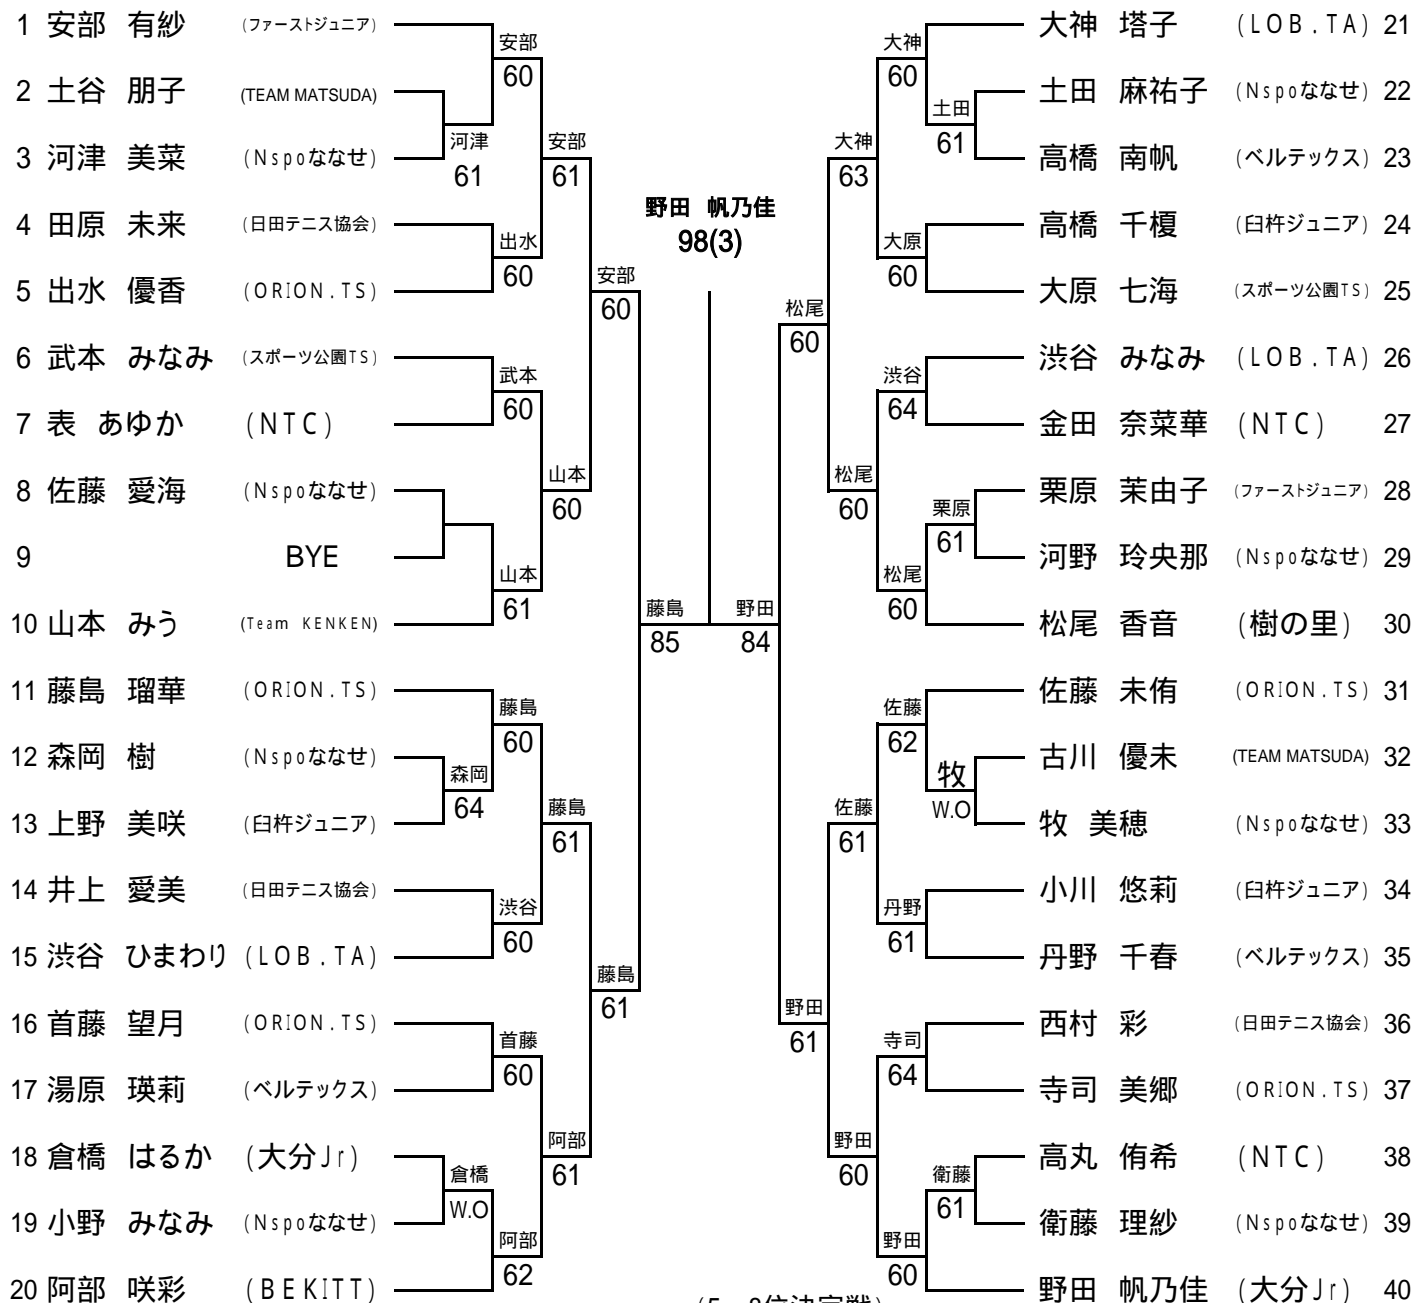 1 安部 有紗 (ファーストジュニア)
2 土谷 朋子 (TEAM MATSUDA)
3 河津 美菜 (Nspoななせ)
4 田原 未来 (日田テニス協会)
5 出水 優香 (ORION.TS)
6 武本 みなみ (スポーツ公園TS)
7 表 あゆか (NTC)
8 佐藤 愛海 (Nspoななせ)
9 BYE
10 山本 みう (Team KENKEN)
11 藤島 瑠華 (ORION.TS)
12 森岡 樹 (Nspoななせ)
13 上野 美咲 (臼杵ジュニア)
14 井上 愛美 (日田テニス協会)
15 渋谷 ひまわり (LOB.TA)
16 首藤 望月 (ORION.TS)
17 湯原 瑛莉 (ベルテックス)
18 倉橋 はるか (大分Jr)
19 小野 みなみ (Nspoななせ)
20 阿部 咲彩 (BEKITT)
河津
61
森岡
64
倉橋
W.O
安部
60
出水
60
武本
60
山本
61
藤島
60
渋谷
60
首藤
60
阿部
62
安部
61
山本
60
藤島
61
阿部
61
安部
60
藤島
61
藤島
85
野田 帆乃佳
98(3)
野田
84
松尾
60
野田
61
大神
63
松尾
60
佐藤
61
野田
60
大神
60
大原
60
渋谷
64
松尾
60
佐藤
62
丹野
61
寺司
64
野田
60
土田
61
栗原
61
牧
W.O
衛藤
61
大神 塔子 (LOB.TA) 21
土田 麻祐子 (Nspoななせ) 22
高橋 南帆 (ベルテックス) 23
高橋 千榎 (臼杵ジュニア) 24
大原 七海 (スポーツ公園TS) 25
渋谷 みなみ (LOB.TA) 26
金田 奈菜華 (NTC) 27
栗原 茉由子 (ファーストジュニア) 28
河野 玲央那 (Nspoななせ) 29
松尾 香音 (樹の里) 30
佐藤 未侑 (ORION.TS) 31
古川 優未 (TEAM MATSUDA) 32
牧 美穂 (Nspoななせ) 33
小川 悠莉 (臼杵ジュニア) 34
丹野 千春 (ベルテックス) 35
西村 彩 (日田テニス協会) 36
寺司 美郷 (ORION.TS) 37
高丸 侑希 (NTC) 38
衛藤 理紗 (Nspoななせ) 39
野田 帆乃佳 (大分Jr) 40